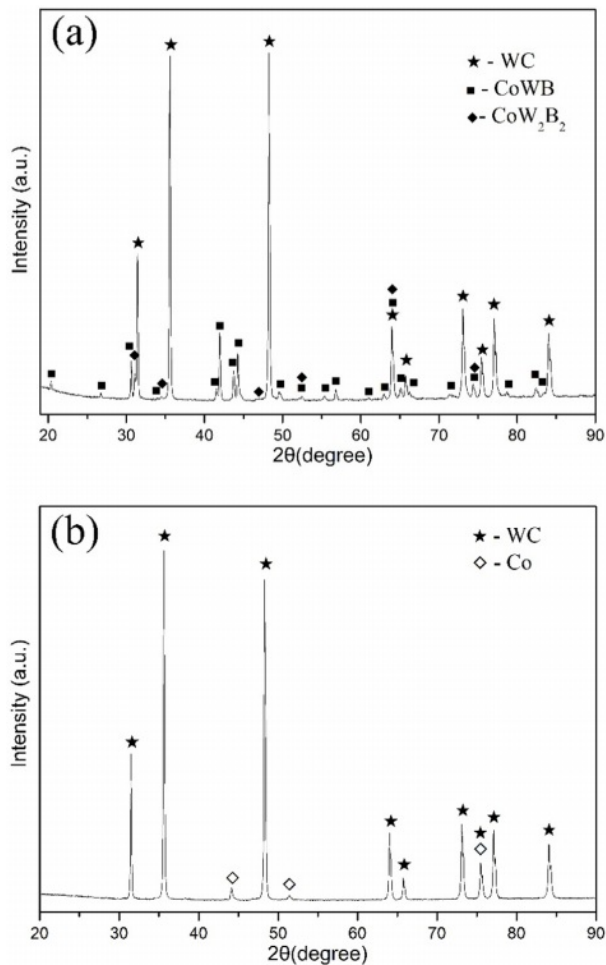 (a)
★ - WC
■ - CoWB
◆ - CoW₂B₂
Intensity (a.u.)
20 30 40 50 60 70 80 90
2θ(degree)
(b)
★ - WC
◇ - Co
Intensity (a.u.)
20 30 40 50 60 70 80 90
2θ(degree)